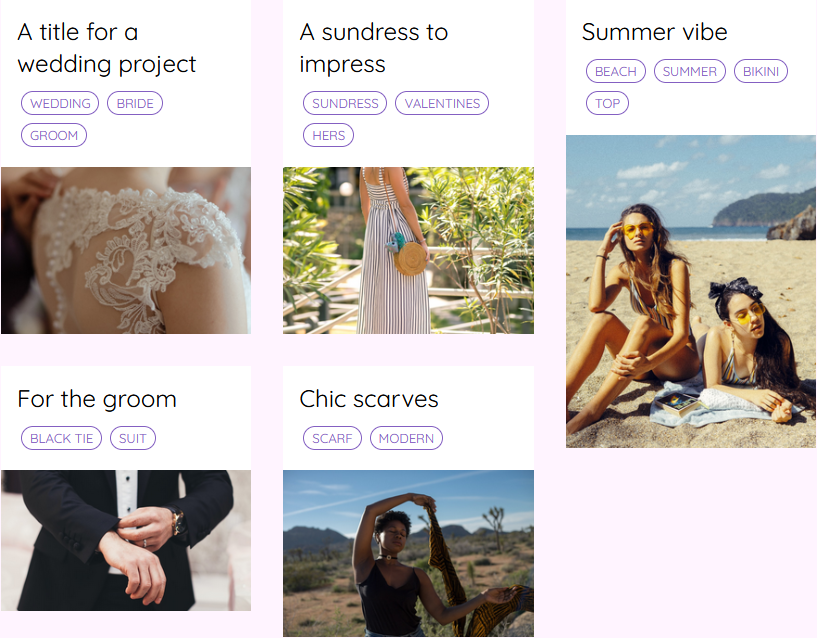 A title for a
wedding project
WEDDING BRIDE
GROOM
A sundress to
impress
SUNDRESS VALENTINES
HERS
Summer vibe
BEACH SUMMER BIKINI
TOP
For the groom
BLACK TIE SUIT
Chic scarves
SCARF MODERN